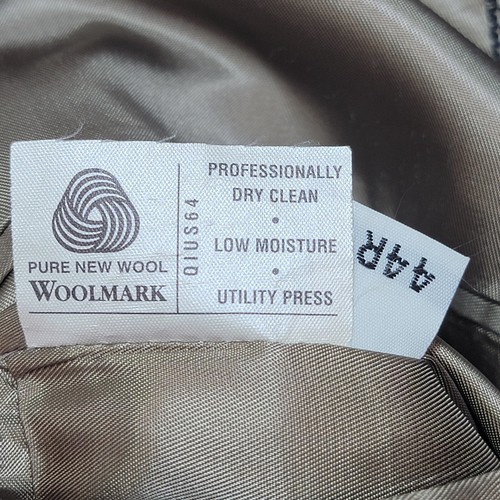 PURE NEW WOOL
WOOLMARK
QIUS64
PROFESSIONALLY
DRY CLEAN
•
LOW MOISTURE
•
UTILITY PRESS
44R